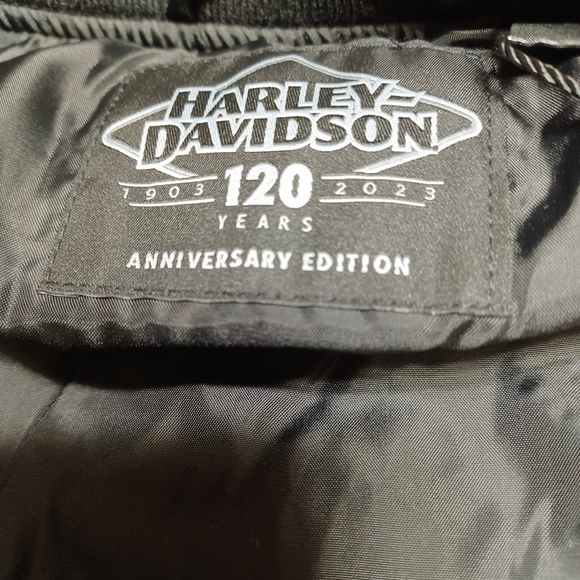 HARLEY-
DAVIDSON
1903 120 2023
YEARS
ANNIVERSARY EDITION